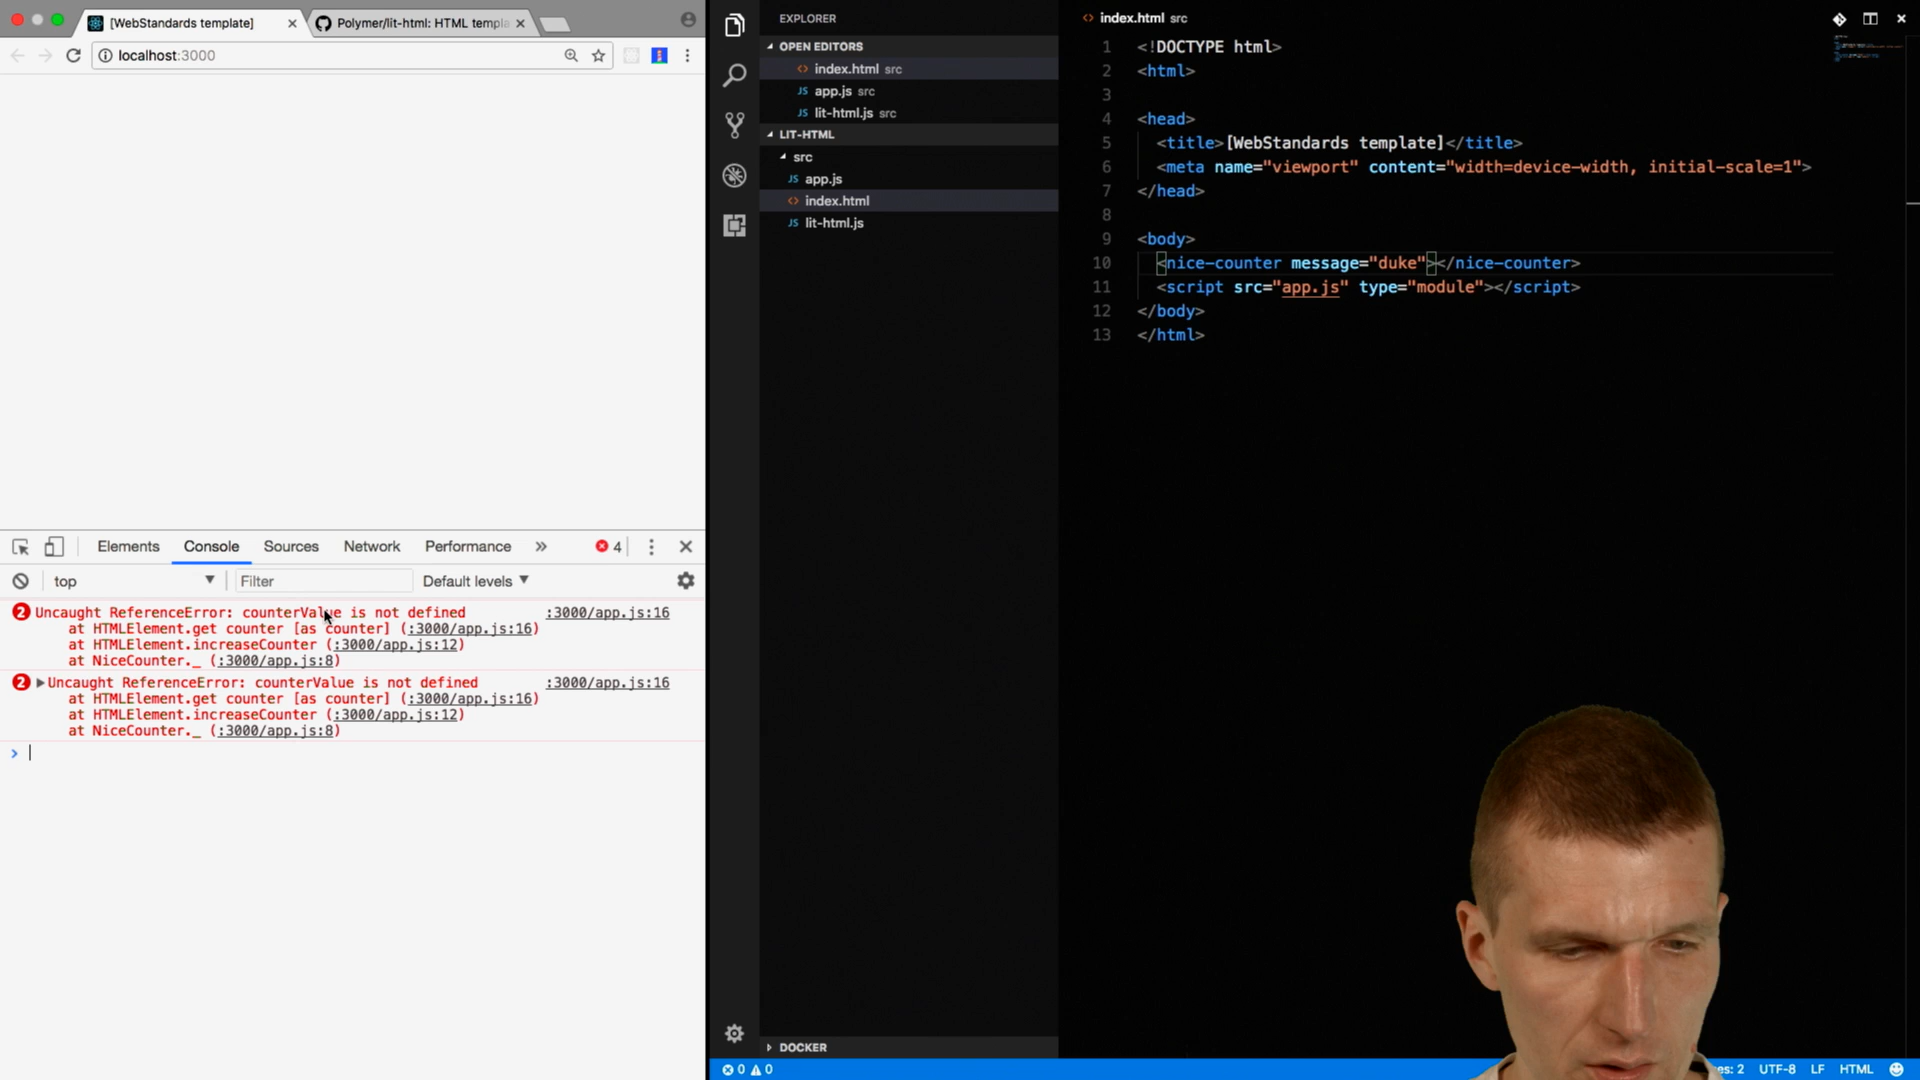 [WebStandards template]
Polymer/lit-html: HTML templa
localhost:3000
Elements
Console
Sources
Network
Performance
4
top
Filter
Default levels
2 Uncaught ReferenceError: counterValue is not defined :3000/app.js:16
at HTMLElement.get counter [as counter] (:3000/app.js:16)
at HTMLElement.increaseCounter (:3000/app.js:12)
at NiceCounter._ (:3000/app.js:8)
2 Uncaught ReferenceError: counterValue is not defined :3000/app.js:16
at HTMLElement.get counter [as counter] (:3000/app.js:16)
at HTMLElement.increaseCounter (:3000/app.js:12)
at NiceCounter._ (:3000/app.js:8)
>
EXPLORER
OPEN EDITORS
<> index.html src
JS app.js src
JS lit-html.js src
LIT-HTML
src
JS app.js
<> index.html
JS lit-html.js
DOCKER
<> index.html src
1 <!DOCTYPE html>
2 <html>
3
4 <head>
5 <title>[WebStandards template]</title>
6 <meta name="viewport" content="width=device-width, initial-scale=1">
7 </head>
8
9 <body>
10 <nice-counter message="duke"></nice-counter>
11 <script src="app.js" type="module"></script>
12 </body>
13 </html>
0 0
es: 2 UTF-8 LF HTML